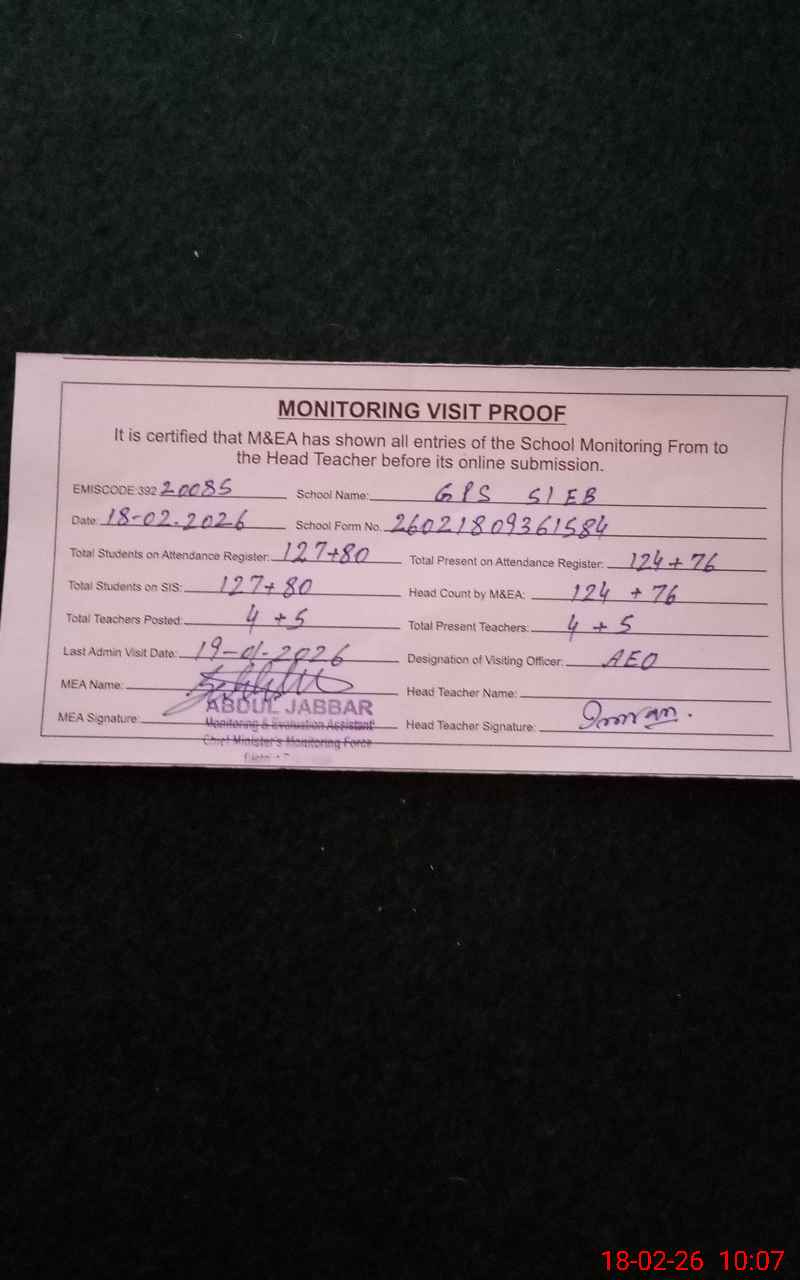 MONITORING VISIT PROOF
It is certified that M&EA has shown all entries of the School Monitoring From to
the Head Teacher before its online submission.
EMISCODE:392 20085 School Name: GPS 51 EB
Date: 18-02-2026 School Form No. 26021809361584
Total Students on Attendance Register: 127+80 Total Present on Attendance Register: 124+76
Total Students on SIS: 127+80 Head Count by M&EA: 124 +76
Total Teachers Posted: 4 +5 Total Present Teachers: 4 + 5
Last Admin Visit Date: 19-01-2026 Designation of Visiting Officer: AEO
MEA Name: Head Teacher Name:
ABDUL JABBAR
MEA Signature: Monitoring & Evaluation Assistant Head Teacher Signature: Imran.
Chief Minister's Monitoring Force
18-02-26 10:07